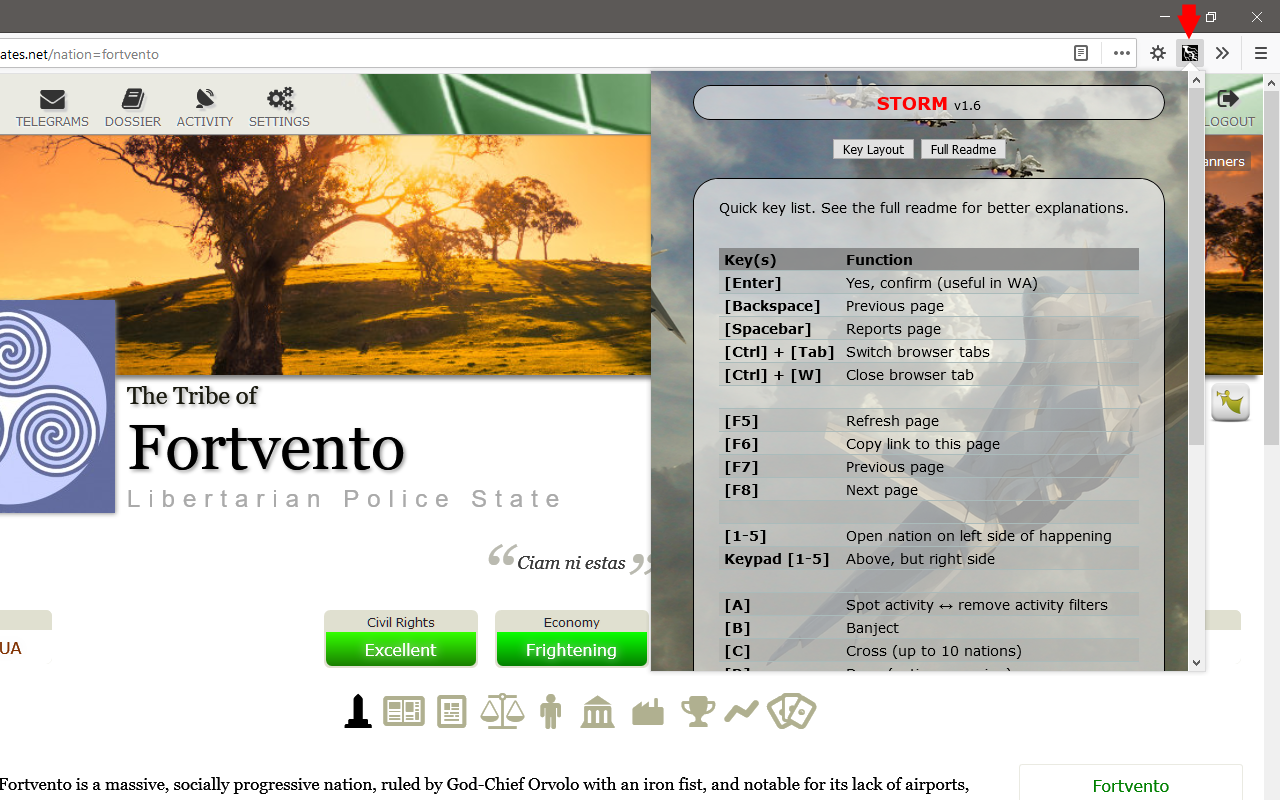 ates.net/nation=fortvento
TELEGRAMS DOSSIER ACTIVITY SETTINGS
LOGOUT
anners
STORM v1.6
Key Layout Full Readme
Quick key list. See the full readme for better explanations.
Key(s) Function
[Enter] Yes, confirm (useful in WA)
[Backspace] Previous page
[Spacebar] Reports page
[Ctrl] + [Tab] Switch browser tabs
[Ctrl] + [W] Close browser tab
[F5] Refresh page
[F6] Copy link to this page
[F7] Previous page
[F8] Next page
[1-5] Open nation on left side of happening
Keypad [1-5] Above, but right side
[A] Spot activity ↔ remove activity filters
[B] Banject
[C] Cross (up to 10 nations)
The Tribe of
Fortvento
Libertarian Police State
“Ciam ni estas”
UA
Civil Rights
Excellent
Economy
Frightening
Fortvento is a massive, socially progressive nation, ruled by God-Chief Orvolo with an iron fist, and notable for its lack of airports,
Fortvento